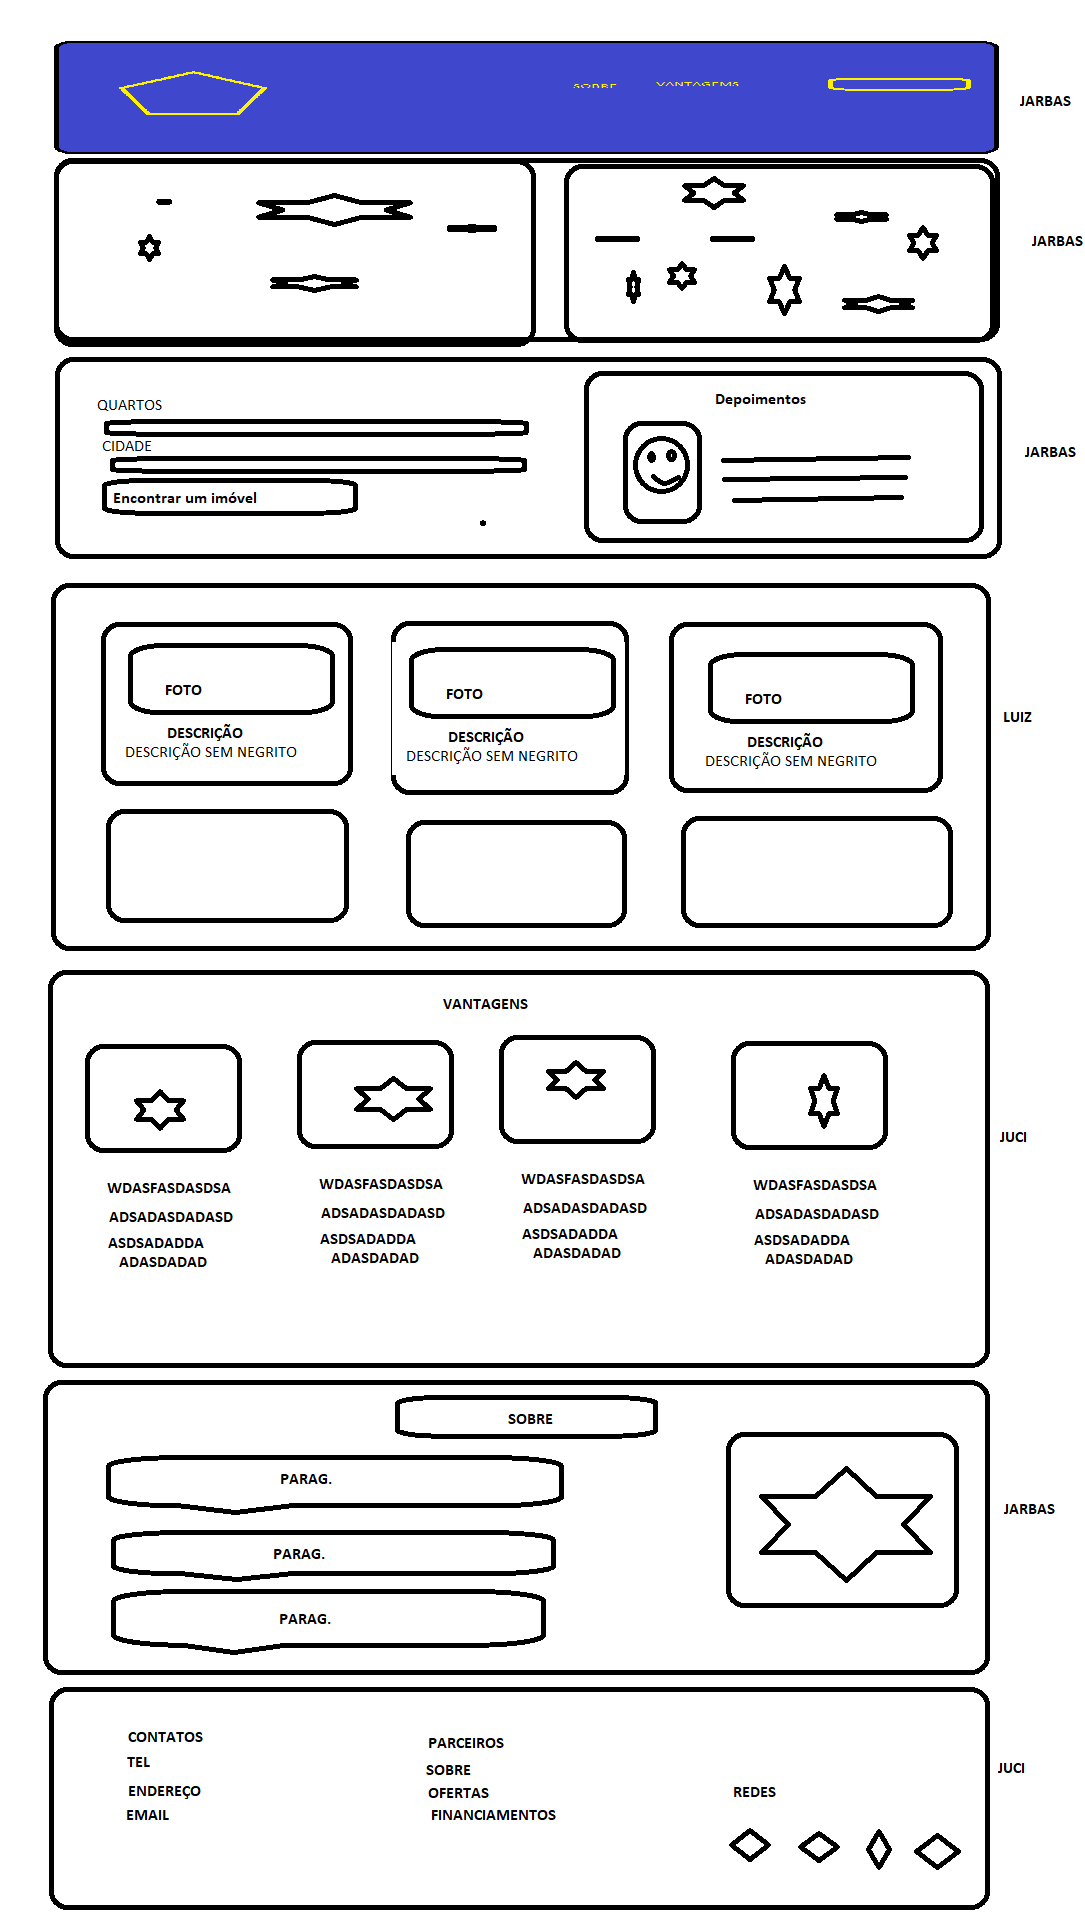 SOBRE VANTAGEMS
JARBAS
JARBAS
QUARTOS
CIDADE
Encontrar um imóvel
Depoimentos
JARBAS
FOTO
DESCRIÇÃO
DESCRIÇÃO SEM NEGRITO
FOTO
DESCRIÇÃO
DESCRIÇÃO SEM NEGRITO
FOTO
DESCRIÇÃO
DESCRIÇÃO SEM NEGRITO
LUIZ
VANTAGENS
WDASFASDASDSA
ADSADASDADASD
ASDSADADDA
ADASDADAD
WDASFASDASDSA
ADSADASDADASD
ASDSADADDA
ADASDADAD
WDASFASDASDSA
ADSADASDADASD
ASDSADADDA
ADASDADAD
WDASFASDASDSA
ADSADASDADASD
ASDSADADDA
ADASDADAD
JUCI
SOBRE
PARAG.
PARAG.
PARAG.
JARBAS
CONTATOS
TEL
ENDEREÇO
EMAIL
PARCEIROS
SOBRE
OFERTAS
FINANCIAMENTOS
REDES
JUCI